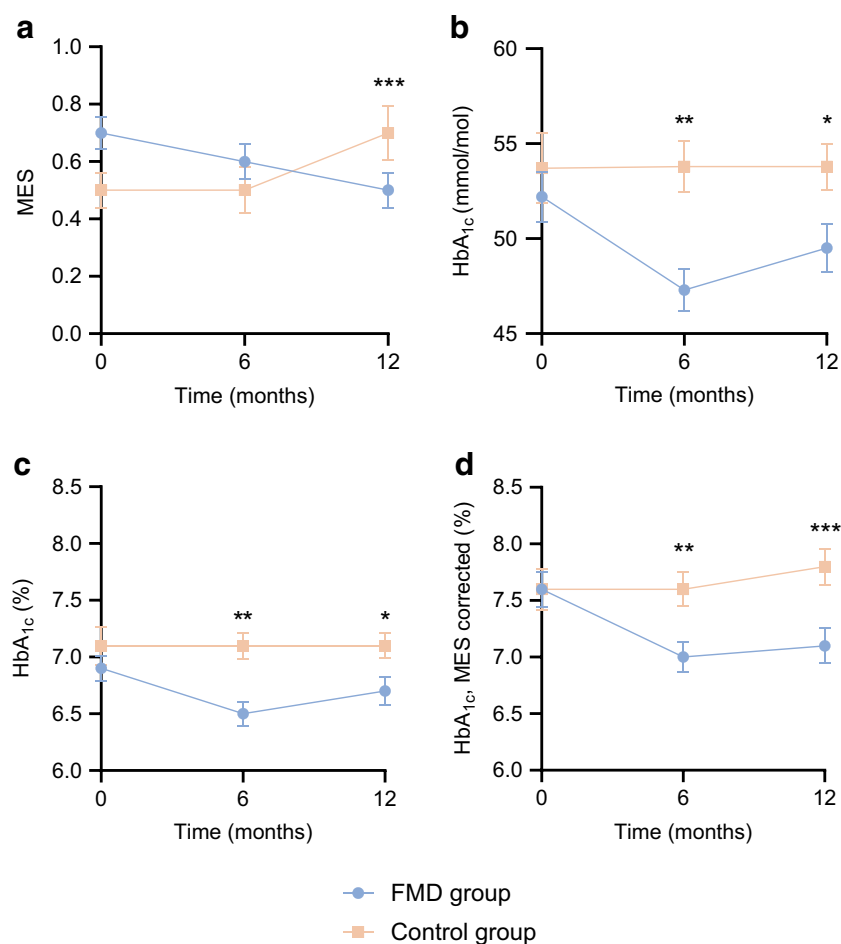 a
1.0
0.8
0.6
0.4
0.2
0.0
MES
***
0
6
12
Time (months)
b
60
55
50
45
HbA1c (mmol/mol)
**
*
0
6
12
Time (months)
c
8.5
8.0
7.5
7.0
6.5
6.0
HbA1c (%)
**
*
0
6
12
Time (months)
d
8.5
8.0
7.5
7.0
6.5
6.0
HbA1c, MES corrected (%)
**
***
0
6
12
Time (months)
FMD group
Control group